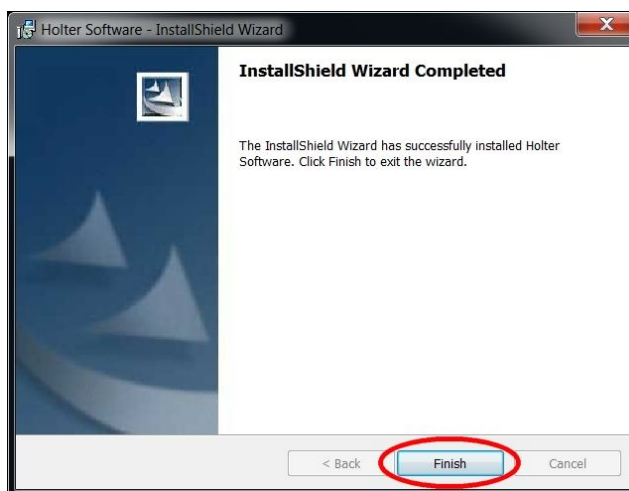 Holter Software - InstallShield Wizard
InstallShield Wizard Completed
The InstallShield Wizard has successfully installed Holter
Software. Click Finish to exit the wizard.
< Back
Finish
Cancel